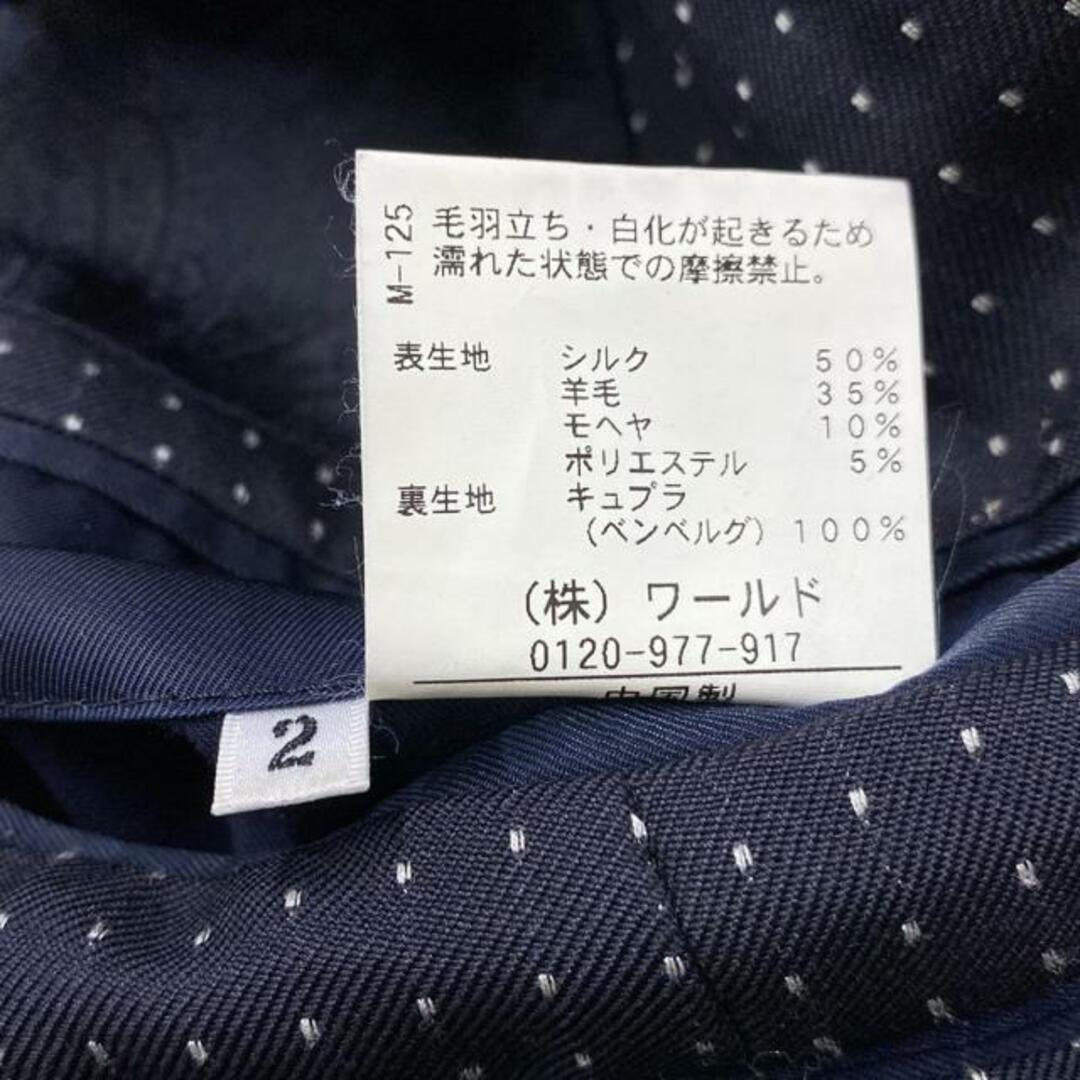 M-125
毛羽立ち・白化が起きるため
濡れた状態での摩擦禁止。
表生地 シルク 50%
羊毛 35%
モヘヤ 10%
ポリエステル 5%
裏生地 キュプラ
(ベンベルグ) 100%
(株) ワールド
0120-977-917
中国製
2